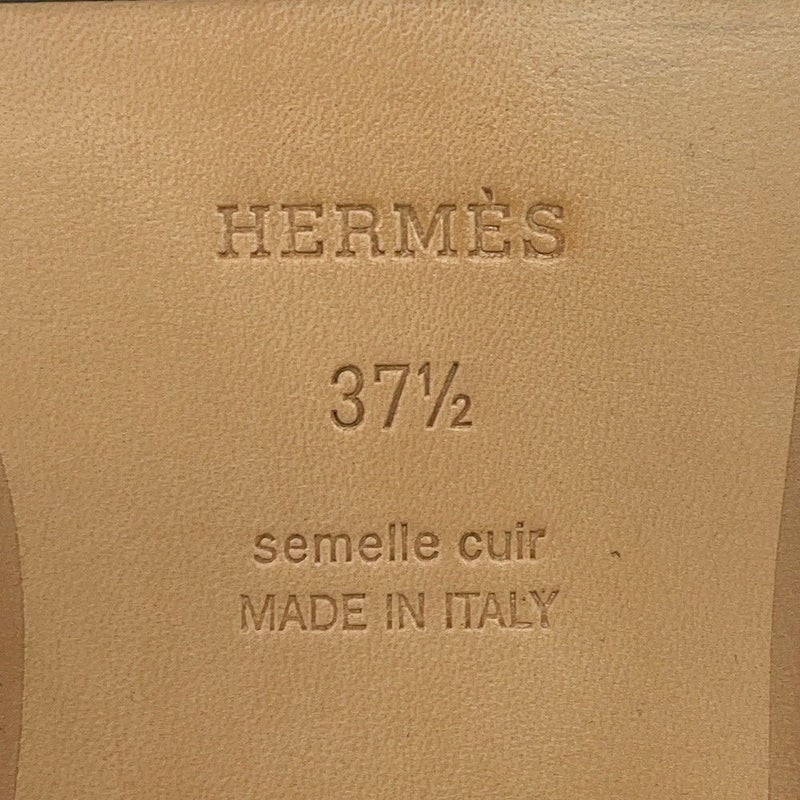 HERMÈS
37½
semelle cuir
MADE IN ITALY